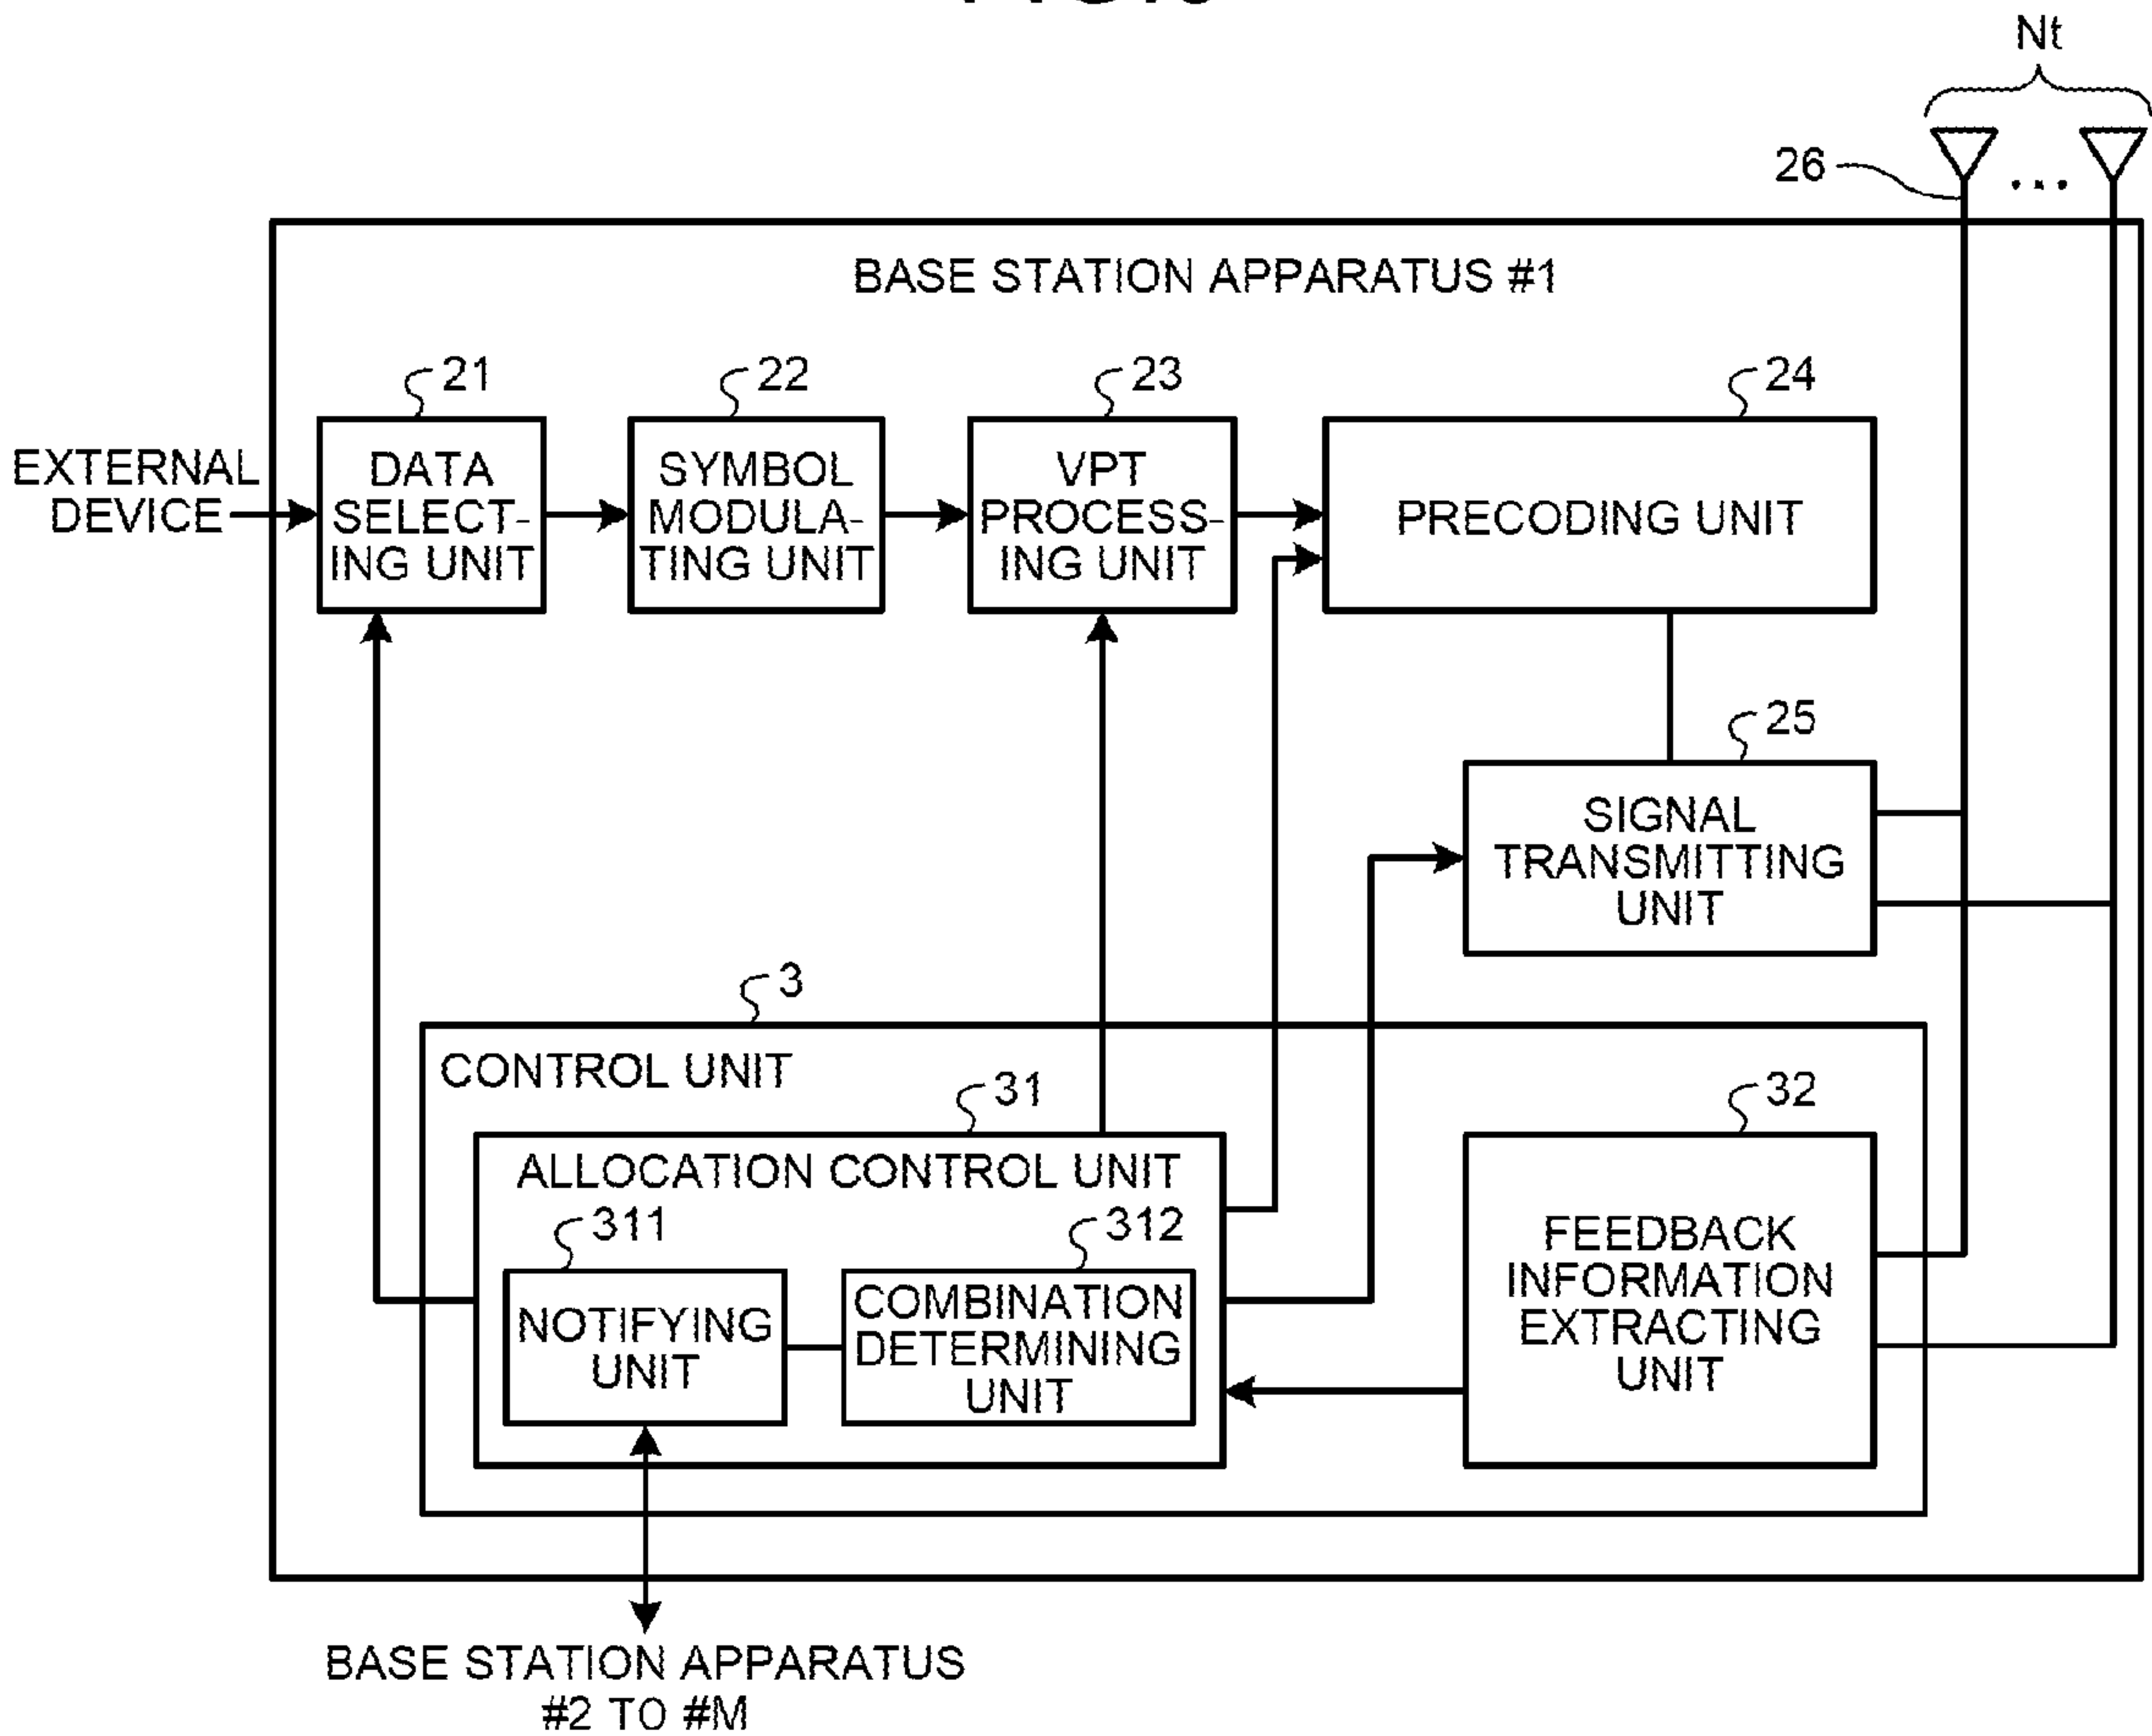 Nt
26
BASE STATION APPARATUS #1
21
22
23
24
EXTERNAL
DEVICE
DATA
SELECT-
ING UNIT
SYMBOL
MODULA-
TING UNIT
VPT
PROCESS-
ING UNIT
PRECODING UNIT
25
SIGNAL
TRANSMITTING
UNIT
3
CONTROL UNIT
31
32
ALLOCATION CONTROL UNIT
311
312
NOTIFYING
UNIT
COMBINATION
DETERMINING
UNIT
FEEDBACK
INFORMATION
EXTRACTING
UNIT
BASE STATION APPARATUS
#2 TO #M